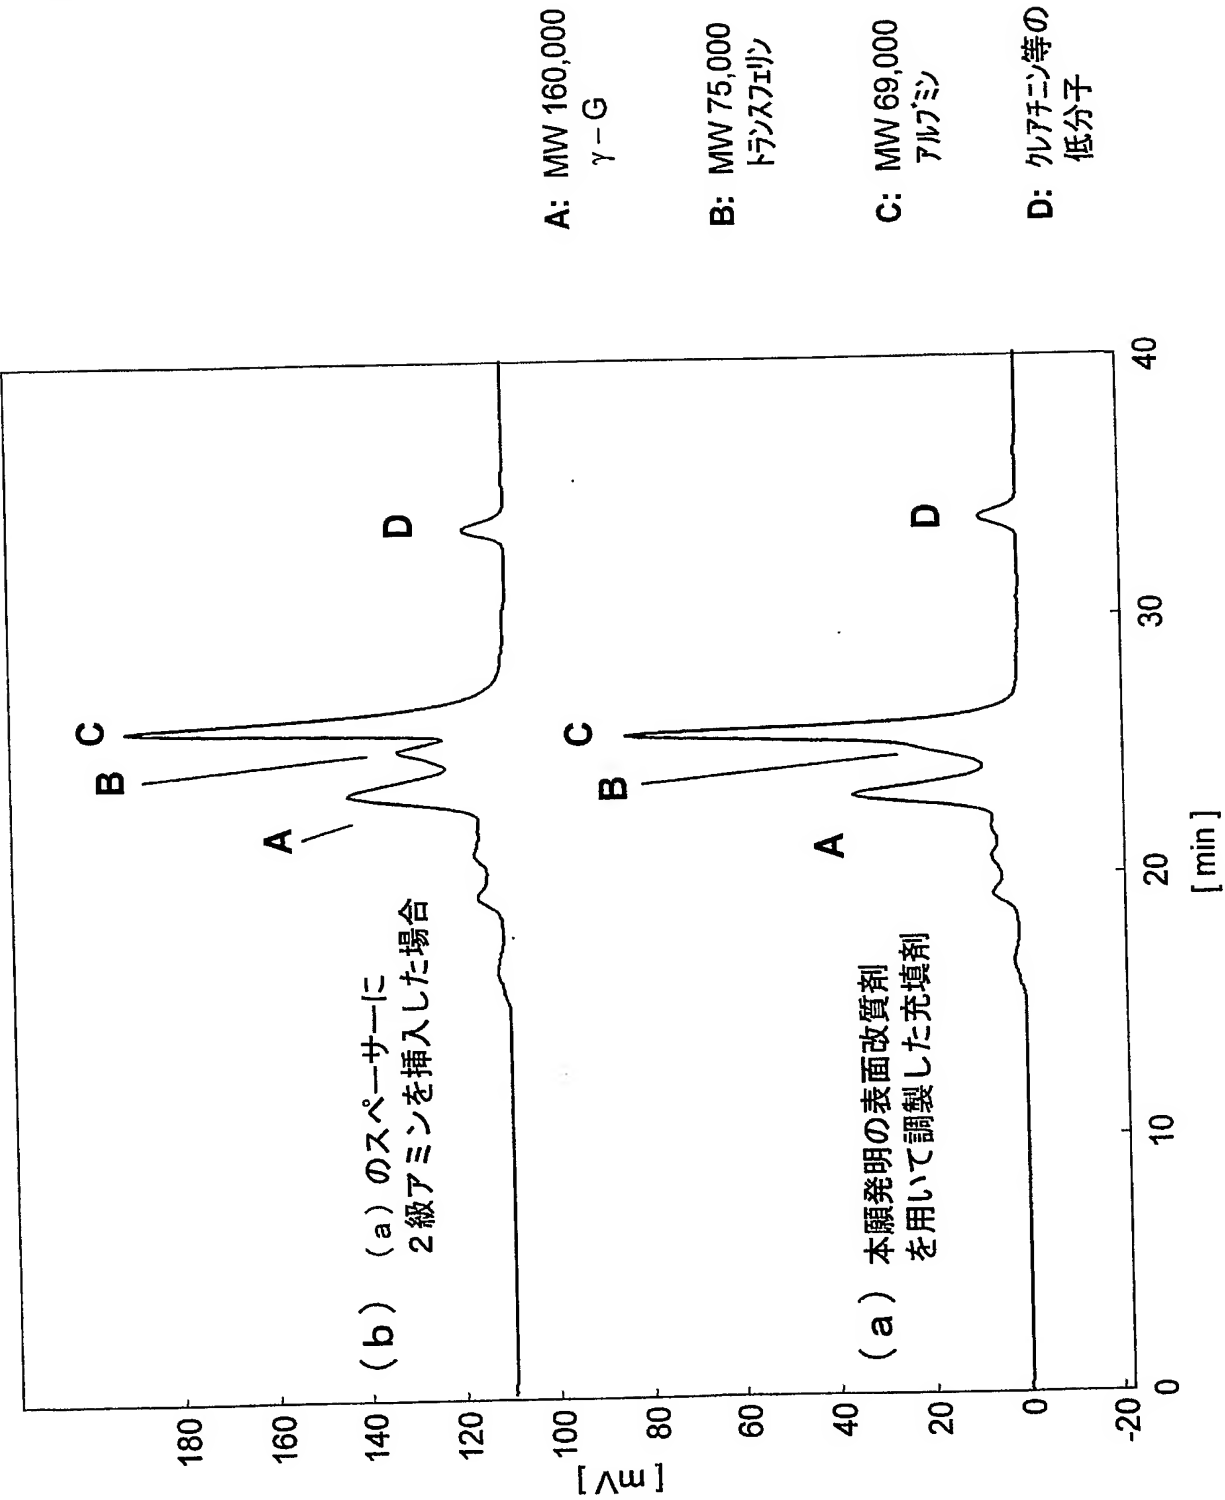 [ mV ]
180
160
140
120
100
80
60
40
20
0
-20
0
10
20
30
40
[ min ]
(b) (a)のスペーサーに
2級アミンを挿入した場合
A
B
C
D
(a) 本願発明の表面改質剤
を用いて調製した充填剤
A
B
C
D
A: MW 160,000
γ-G
B: MW 75,000
トランスフェリン
C: MW 69,000
アルブミン
D: クレアチニン等の
低分子